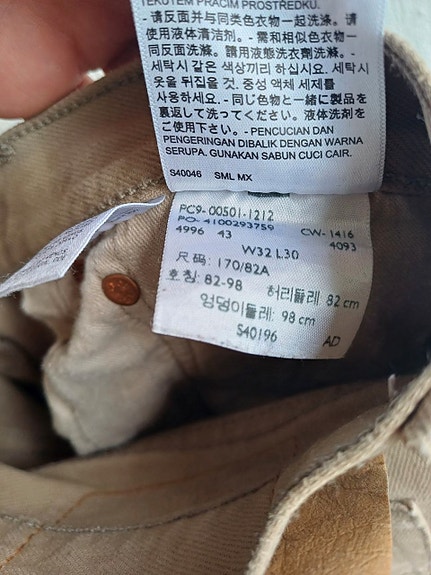 TEKUTÉM PRACÍM PROSTŘEDKU.
- 请反面并与同类色衣物一起洗涤。请
使用液体清洁剂。- 需和相似色衣物一
同反面洗滌。請用液態洗衣劑洗滌。-
세탁시 같은 색상끼리 하십시요. 세탁시
옷을 뒤집을 것. 중성 액체 세제를
사용하세요. - 同じ色物と一緒に製品を
裏返して洗ってください。液体洗剤を
ご使用下さい。- PENCUCIAN DAN
PENGERINGAN DIBALIK DENGAN WARNA
SERUPA. GUNAKAN SABUN CUCI CAIR.
S40046 SML MX
PC9-00501-1212
PO- 4100293759 CW- 1416
4996 43 4093
W32 L30
尺码: 170/82A
호칭: 82-98 허리둘레: 82 cm
엉덩이둘레: 98 cm
S40196 AD